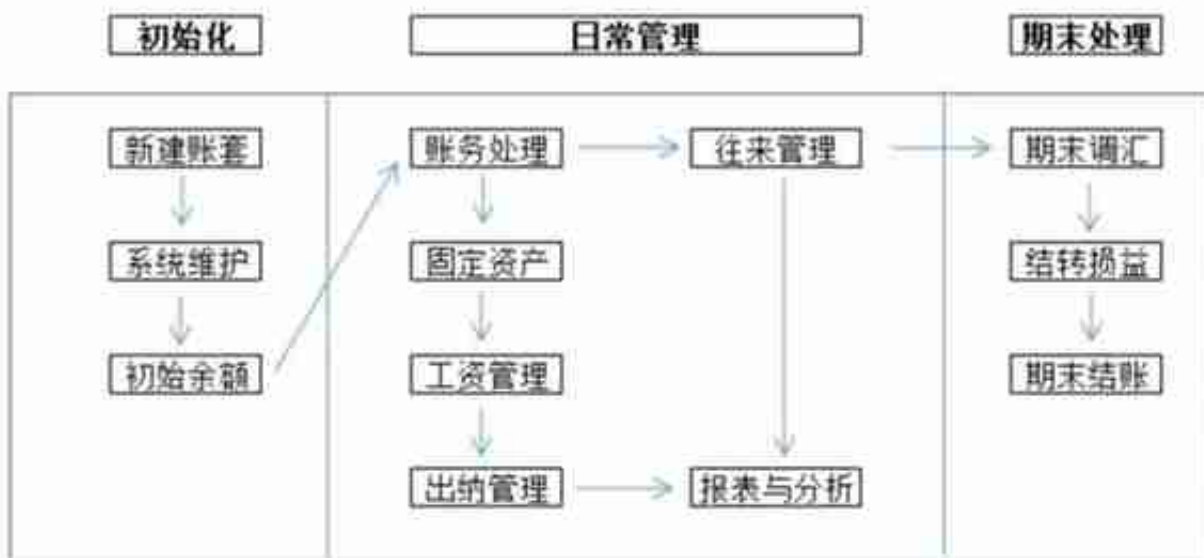 初始化
日常管理
期末处理
新建账套
账务处理
往来管理
期末调汇
系统维护
固定资产
结转损益
初始余额
工资管理
期末结账
出纳管理
报表与分析